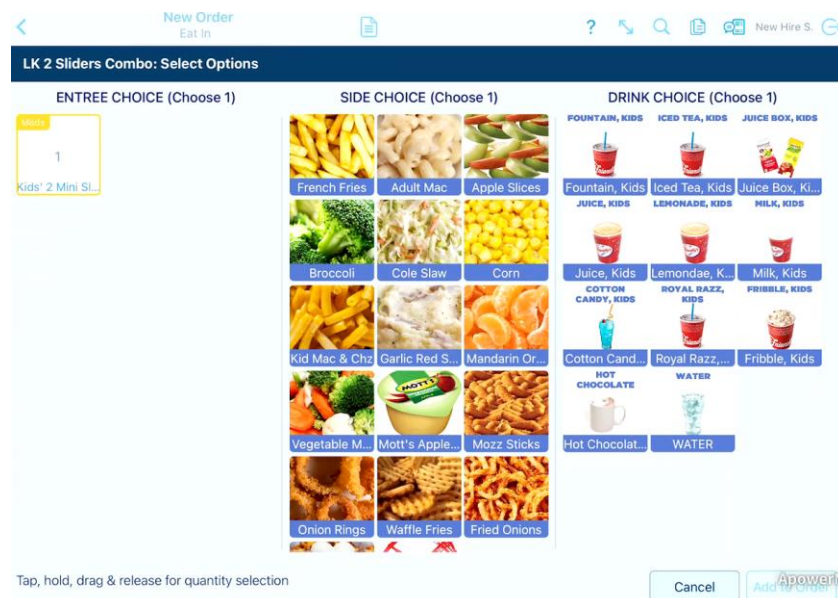 New Order
Eat In
?
New Hire S.
LK 2 Sliders Combo: Select Options
ENTREE CHOICE (Choose 1)
Meds
1
Kids' 2 Mini Sl...
SIDE CHOICE (Choose 1)
French Fries
Adult Mac
Apple Slices
Broccoli
Cole Slaw
Corn
Kid Mac & Chz
Garlic Red S...
Mandarin Or...
MOTT'S
Vegetable M...
Mott's Apple...
Mozz Sticks
Onion Rings
Waffle Fries
Fried Onions
DRINK CHOICE (Choose 1)
FOUNTAIN, KIDS
ICED TEA, KIDS
JUICE BOX, KIDS
Fountain, Kids
Iced Tea, Kids
Juice Box, Ki...
JUICE, KIDS
LEMONADE, KIDS
MILK, KIDS
Juice, Kids
Lemondae, K...
Milk, Kids
COTTON
CANDY, KIDS
ROYAL RAZZ,
KIDS
FRIBBLE, KIDS
Cotton Cand...
Royal Razz,...
Fribble, Kids
HOT
CHOCOLATE
WATER
Hot Chocolat...
WATER
Tap, hold, drag & release for quantity selection
Cancel
Add to Order